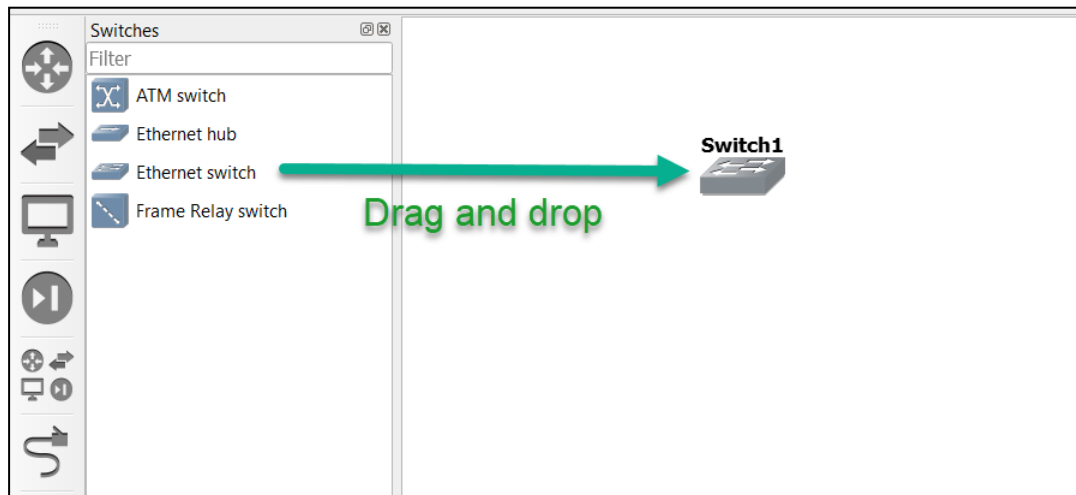 Switches
Filter
ATM switch
Ethernet hub
Ethernet switch
Frame Relay switch
Switch1
Drag and drop